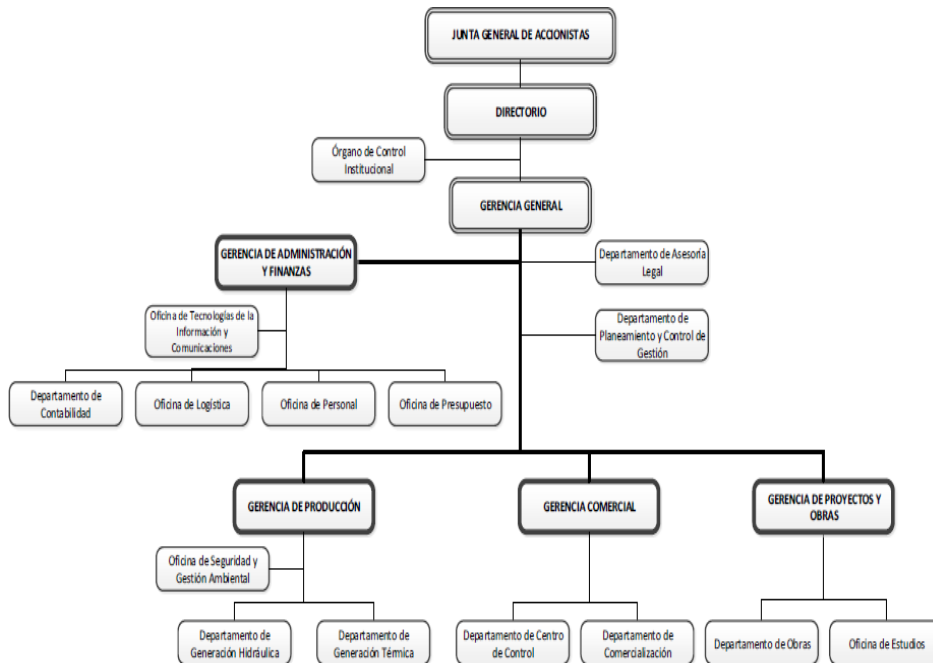 JUNTA GENERAL DE ACCIONISTAS
DIRECTORIO
Órgano de Control
Institucional
GERENCIA GENERAL
GERENCIA DE ADMINISTRACIÓN
Y FINANZAS
Departamento de Asesoría
Legal
Oficina de Tecnologías de la
Información y
Comunicaciones
Departamento de
Planeamiento y Control de
Gestión
Departamento de
Contabilidad
Oficina de Logística
Oficina de Personal
Oficina de Presupuesto
GERENCIA DE PRODUCCIÓN
GERENCIA COMERCIAL
GERENCIA DE PROYECTOS Y
OBRAS
Oficina de Seguridad y
Gestión Ambiental
Departamento de
Generación Hidráulica
Departamento de
Generación Térmica
Departamento de Centro
de Control
Departamento de
Comercialización
Departamento de Obras
Oficina de Estudios